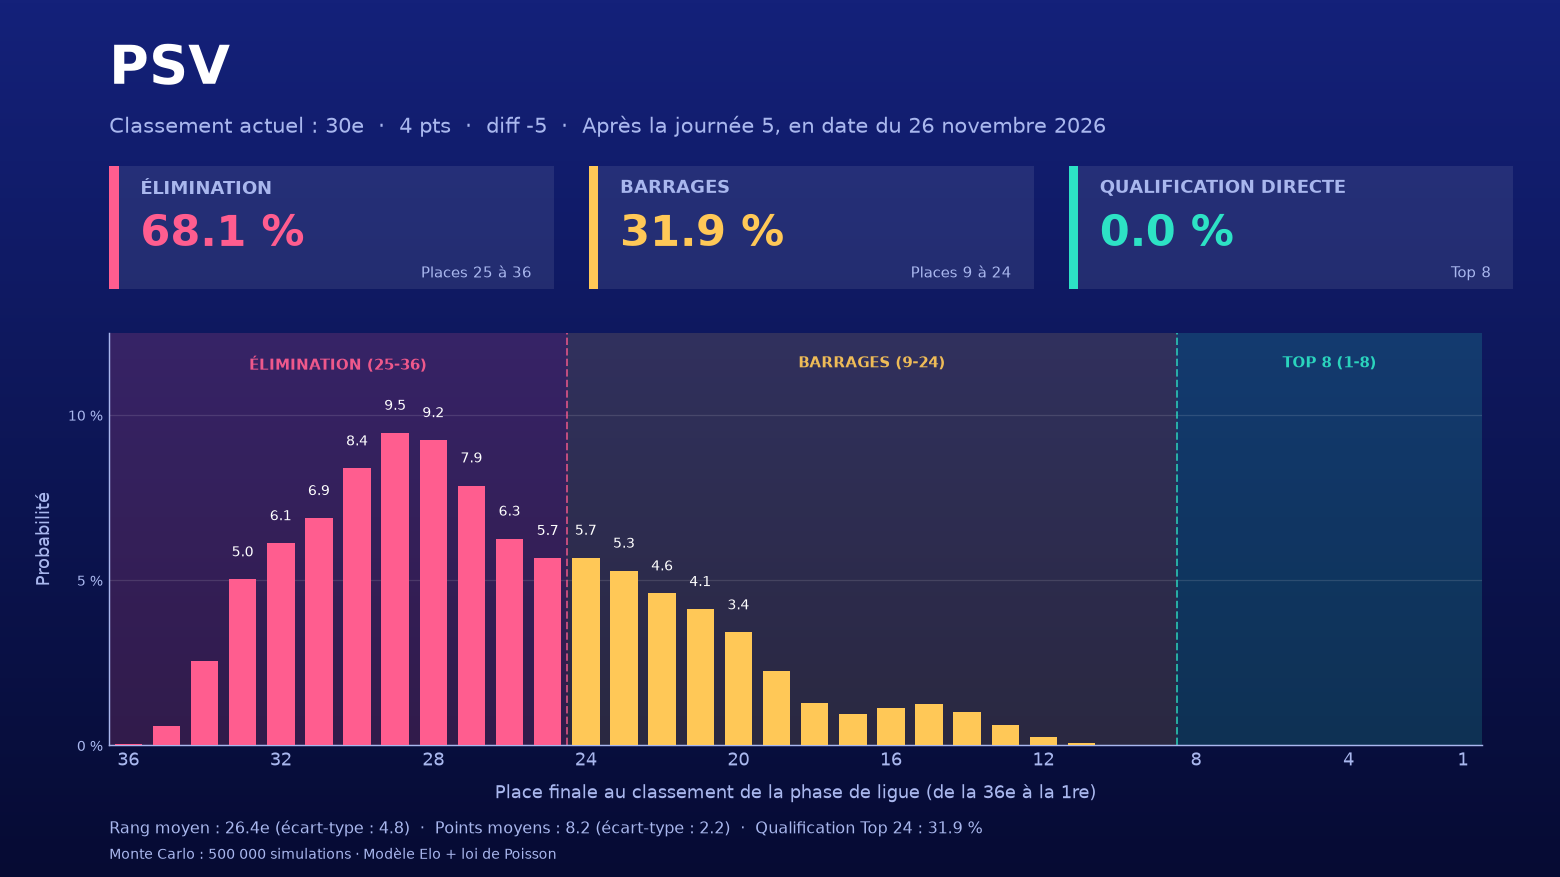 PSV
Classement actuel : 30e · 4 pts · diff -5 · Après la journée 5, en date du 26 novembre 2026
ÉLIMINATION
68.1 %
Places 25 à 36
BARRAGES
31.9 %
Places 9 à 24
QUALIFICATION DIRECTE
0.0 %
Top 8
ÉLIMINATION (25-36)
BARRAGES (9-24)
TOP 8 (1-8)
Probabilité
10 %
5 %
0 %
5.0
6.1
6.9
8.4
9.5
9.2
7.9
6.3
5.7
5.7
5.3
4.6
4.1
3.4
36 32 28 24 20 16 12 8 4 1
Place finale au classement de la phase de ligue (de la 36e à la 1re)
Rang moyen : 26.4e (écart-type : 4.8) · Points moyens : 8.2 (écart-type : 2.2) · Qualification Top 24 : 31.9 %
Monte Carlo : 500 000 simulations · Modèle Elo + loi de Poisson